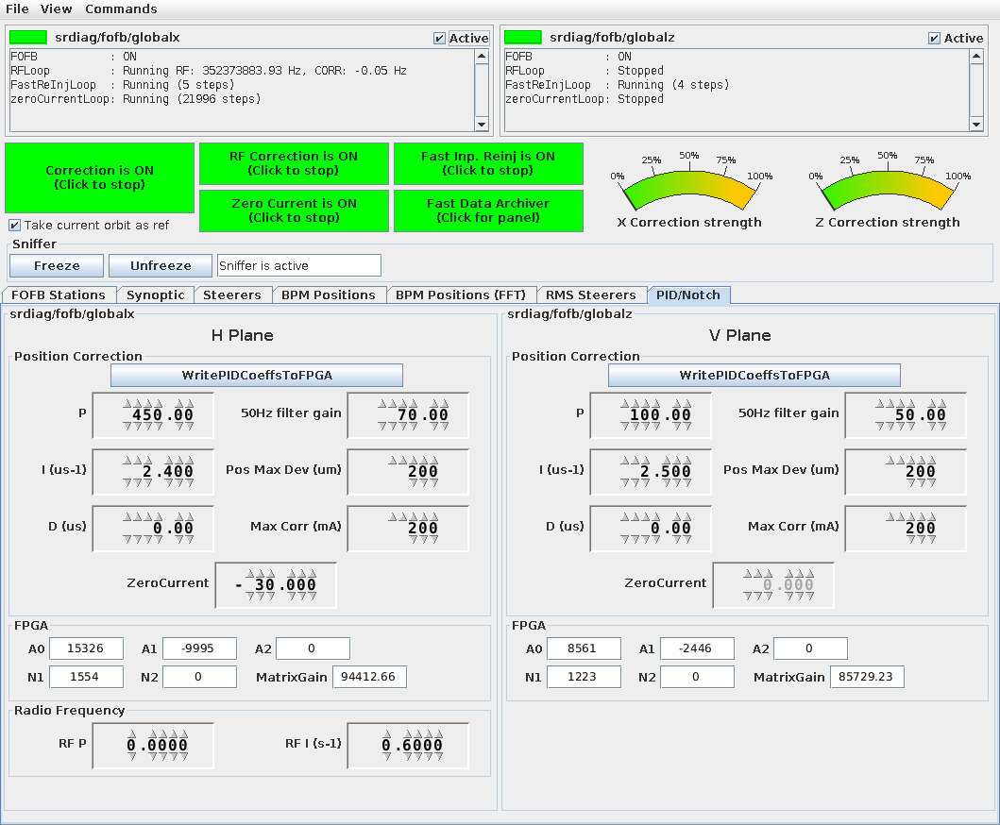 File View Commands
srdiag/fofb/globalx Active
FOFB : ON
RFLoop : Running RF: 352373883.93 Hz, CORR: -0.05 Hz
FastReInjLoop : Running (5 steps)
zeroCurrentLoop: Running (21996 steps)
srdiag/fofb/globalz Active
FOFB : ON
RFLoop : Stopped
FastReInjLoop : Running (4 steps)
zeroCurrentLoop: Stopped
Correction is ON
(Click to stop)
RF Correction is ON
(Click to stop)
Fast Inp. Reinj is ON
(Click to stop)
Zero Current is ON
(Click to stop)
Fast Data Archiver
(Click for panel)
Take current orbit as ref
0% 25% 50% 75% 100%
X Correction strength
0% 25% 50% 75% 100%
Z Correction strength
Sniffer
Freeze Unfreeze Sniffer is active
FOFB Stations Synoptic Steerers BPM Positions BPM Positions (FFT) RMS Steerers PID/Notch
srdiag/fofb/globalx
H Plane
Position Correction
WritePIDCoeffsToFPGA
P 450.00 50Hz filter gain 70.00
I (us-1) 2.400 Pos Max Dev (um) 200
D (us) 0.00 Max Corr (mA) 200
ZeroCurrent - 30.000
FPGA
A0 15326 A1 -9995 A2 0
N1 1554 N2 0 MatrixGain 94412.66
Radio Frequency
RF P 0.0000 RF I (s-1) 0.6000
srdiag/fofb/globalz
V Plane
Position Correction
WritePIDCoeffsToFPGA
P 100.00 50Hz filter gain 50.00
I (us-1) 2.500 Pos Max Dev (um) 200
D (us) 0.00 Max Corr (mA) 200
ZeroCurrent 0.000
FPGA
A0 8561 A1 -2446 A2 0
N1 1223 N2 0 MatrixGain 85729.23